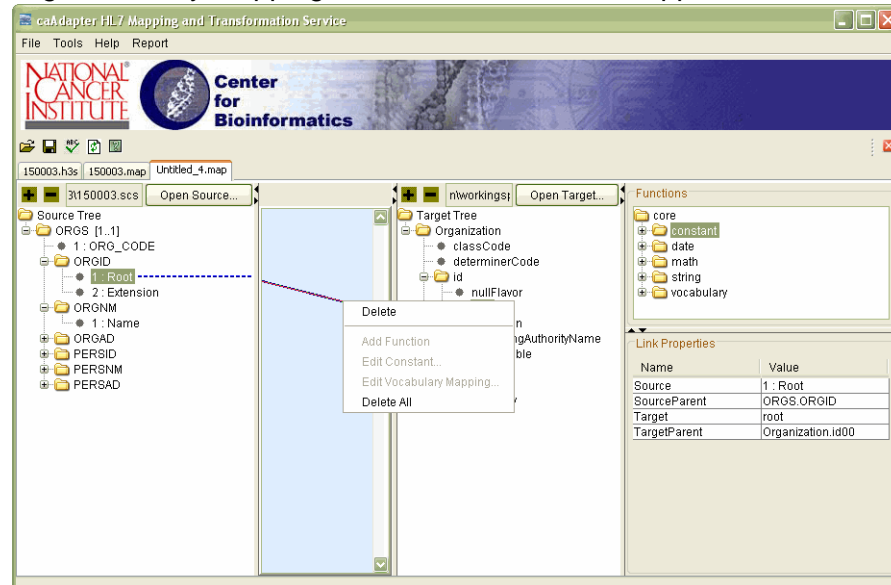 caAdapter HL7 Mapping and Transformation Service
File Tools Help Report
NATIONAL
CANCER
INSTITUTE
Center
for
Bioinformatics
150003.h3s 150003.map Untitled_4.map
3\150003.scs Open Source...
Open Target...
Functions
Source Tree
ORGS [1..1]
1 : ORG_CODE
ORGID
1 : Root
2 : Extension
ORGNM
1 : Name
ORGAD
PERSID
PERSNM
PERSAD
Target Tree
Organization
classCode
determinerCode
id
nullFlavor
ngAuthorityName
ble
Delete
Add Function
Edit Constant...
Edit Vocabulary Mapping...
Delete All
core
constant
date
math
string
vocabulary
Link Properties
Name Value
Source 1 : Root
SourceParent ORGS.ORGID
Target root
TargetParent Organization.id00